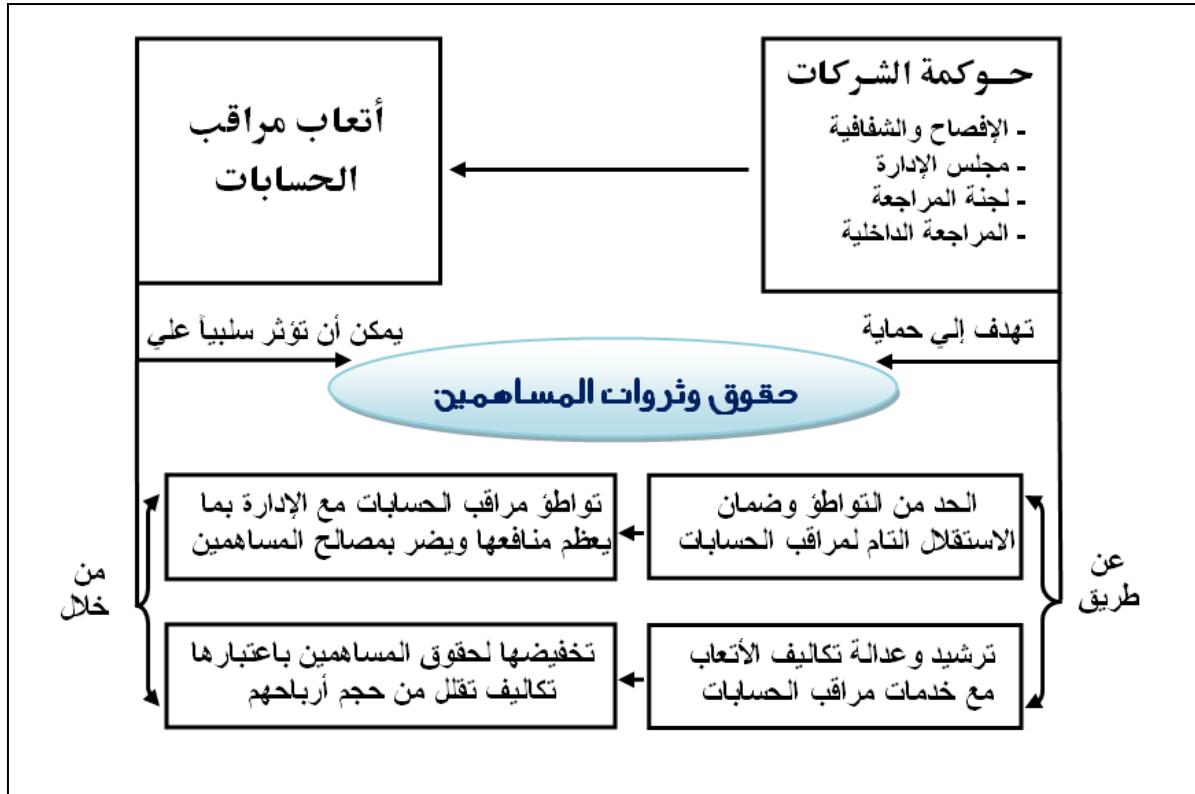 حـوكمة الشركات
- الإفصاح والشفافية
- مجلس الإدارة
- لجنة المراجعة
- المراجعة الداخلية
أتعاب مراقب
الحسابات
تهدف إلي حماية
يمكن أن تؤثر سلبياً علي
حقوق وثروات المساهمين
عن
طريق
الحد من التواطؤ وضمان
الاستقلال التام لمراقب الحسابات
تواطؤ مراقب الحسابات مع الإدارة بما
يعظم منافعها ويضر بمصالح المساهمين
ترشيد وعدالة تكاليف الأتعاب
مع خدمات مراقب الحسابات
تخفيضها لحقوق المساهمين باعتبارها
تكاليف تقلل من حجم أرباحهم
من
خلال